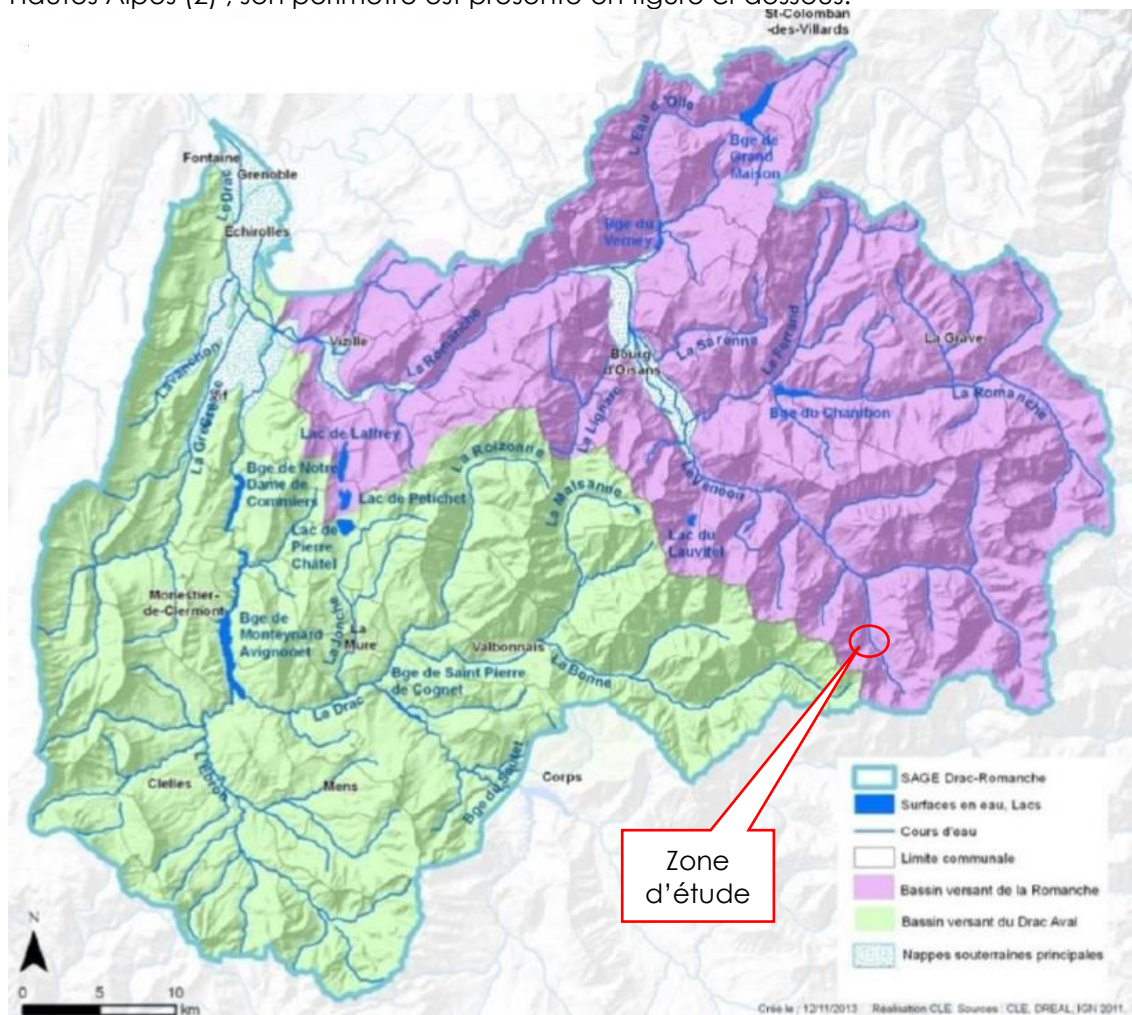 Hautes Alpes (2) ; son périmètre est présenté en figure ci-dessous.
St-Colomban
-des-Villards
L'Eau d'Olle
Bge de
Grand
Maison
Fontaine
Grenoble
Le Drac
Echirolles
Bge du
Verney
Vizille
La Romanche
La Sarenne
La Ferrand
La Grave
Bourg
d'Oisans
Lavanchon
La Gresse
La Lignare
Bge du Chambon
La Romanche
Lac de Laffrey
La Roizonne
Bge de Notre
Dame de
Commiers
Lac de Petichet
La Malsanne
Le Vénéon
Lac de
Pierre
Châtel
Lac du
Lauvitel
Monestier-
de-Clermont
Bge de
Monteynard
Avignonet
La Jonche
La
Mure
Valbonnais
Bge de Saint Pierre
de Cognet
La Bonne
Le Drac
L'Ebron
Clelles
Mens
Bge du Sautet
Corps
Zone
d'étude
SAGE Drac-Romanche
Surfaces en eau, Lacs
Cours d'eau
Limite communale
Bassin versant de la Romanche
Bassin versant du Drac Aval
Nappes souterraines principales
N
0 5 10
km
Crée le : 12/11/2013 Réalisation CLE. Sources : CLE, DREAL, IGN 2011.